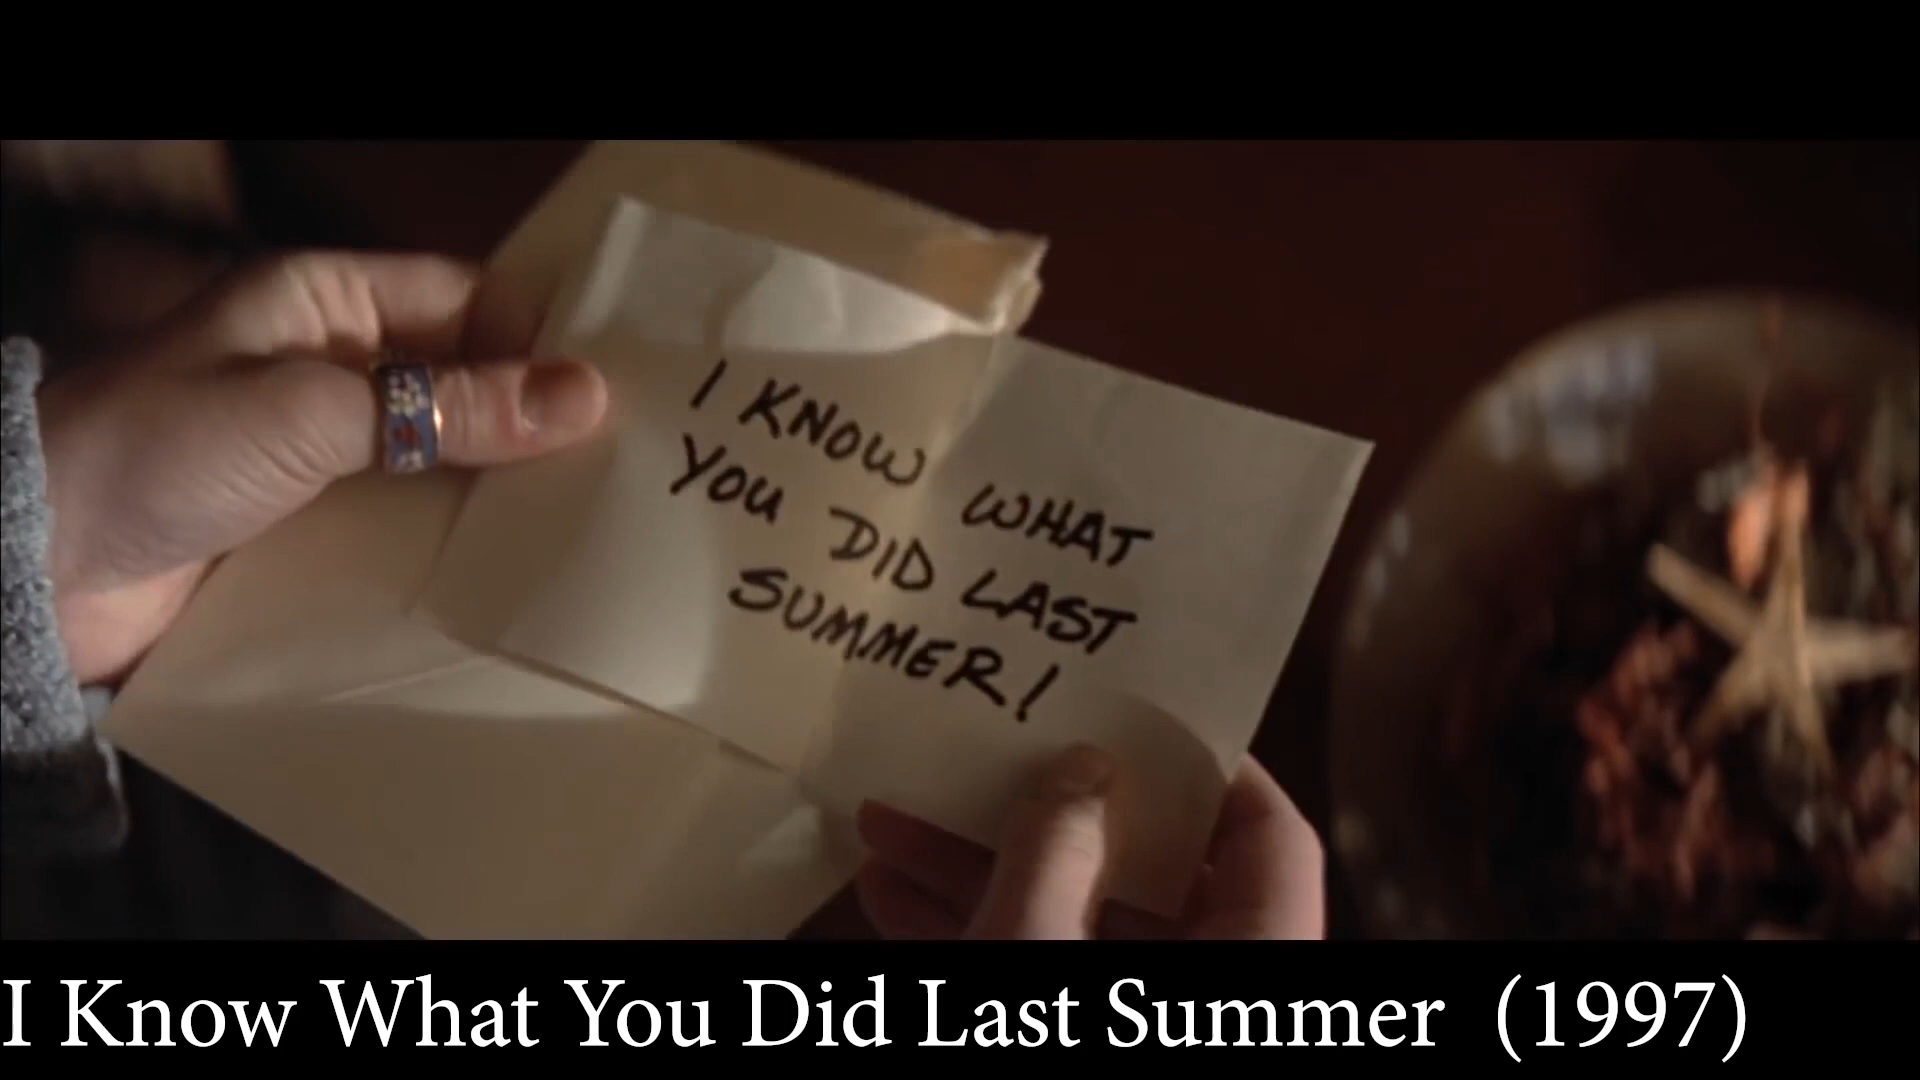 I KNOW WHAT
YOU DID LAST
SUMMER!
I Know What You Did Last Summer (1997)